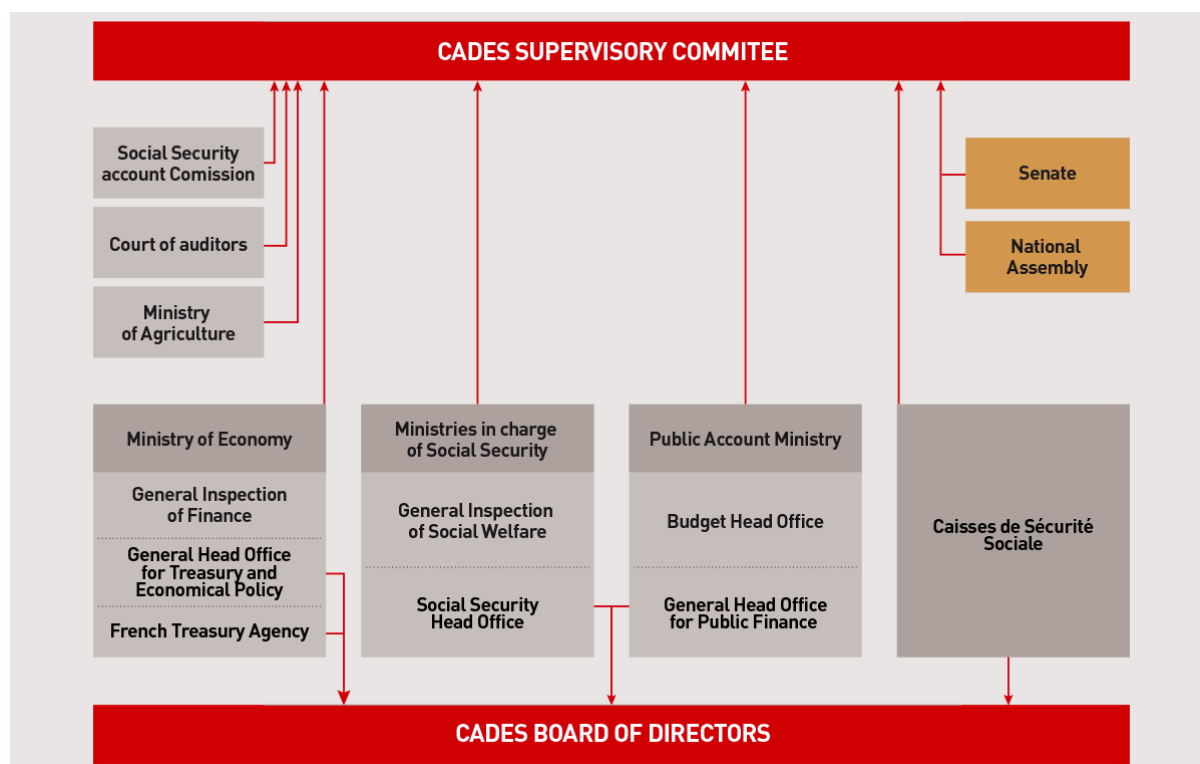 CADES SUPERVISORY COMMITEE
Social Security
account Comission
Court of auditors
Ministry
of Agriculture
Senate
National
Assembly
Ministry of Economy
General Inspection
of Finance
General Head Office
for Treasury and
Economical Policy
French Treasury Agency
Ministries in charge
of Social Security
General Inspection
of Social Welfare
Social Security
Head Office
Public Account Ministry
Budget Head Office
General Head Office
for Public Finance
Caisses de Sécurité
Sociale
CADES BOARD OF DIRECTORS